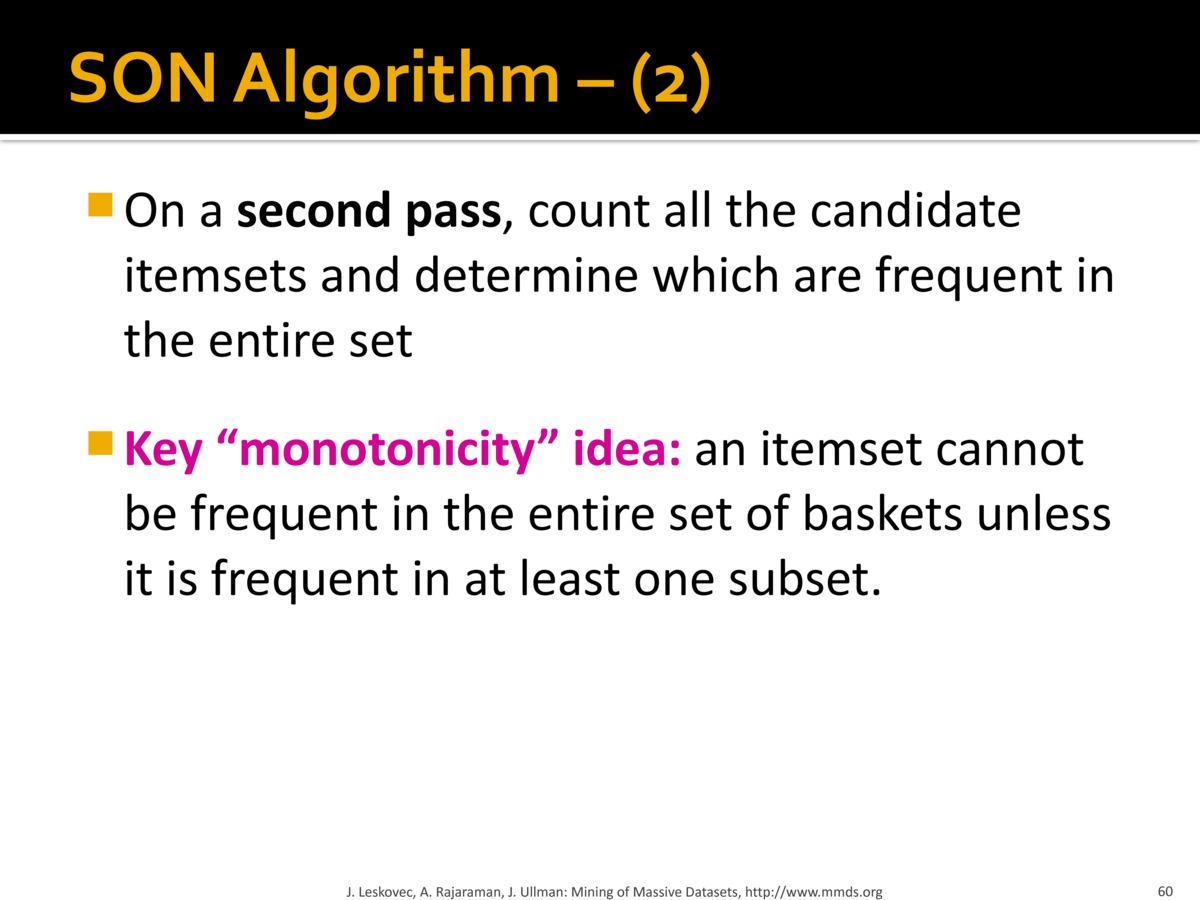 SON Algorithm – (2)
On a second pass, count all the candidate
itemsets and determine which are frequent in
the entire set
Key “monotonicity” idea: an itemset cannot
be frequent in the entire set of baskets unless
it is frequent in at least one subset.
J. Leskovec, A. Rajaraman, J. Ullman: Mining of Massive Datasets, http://www.mmds.org
60